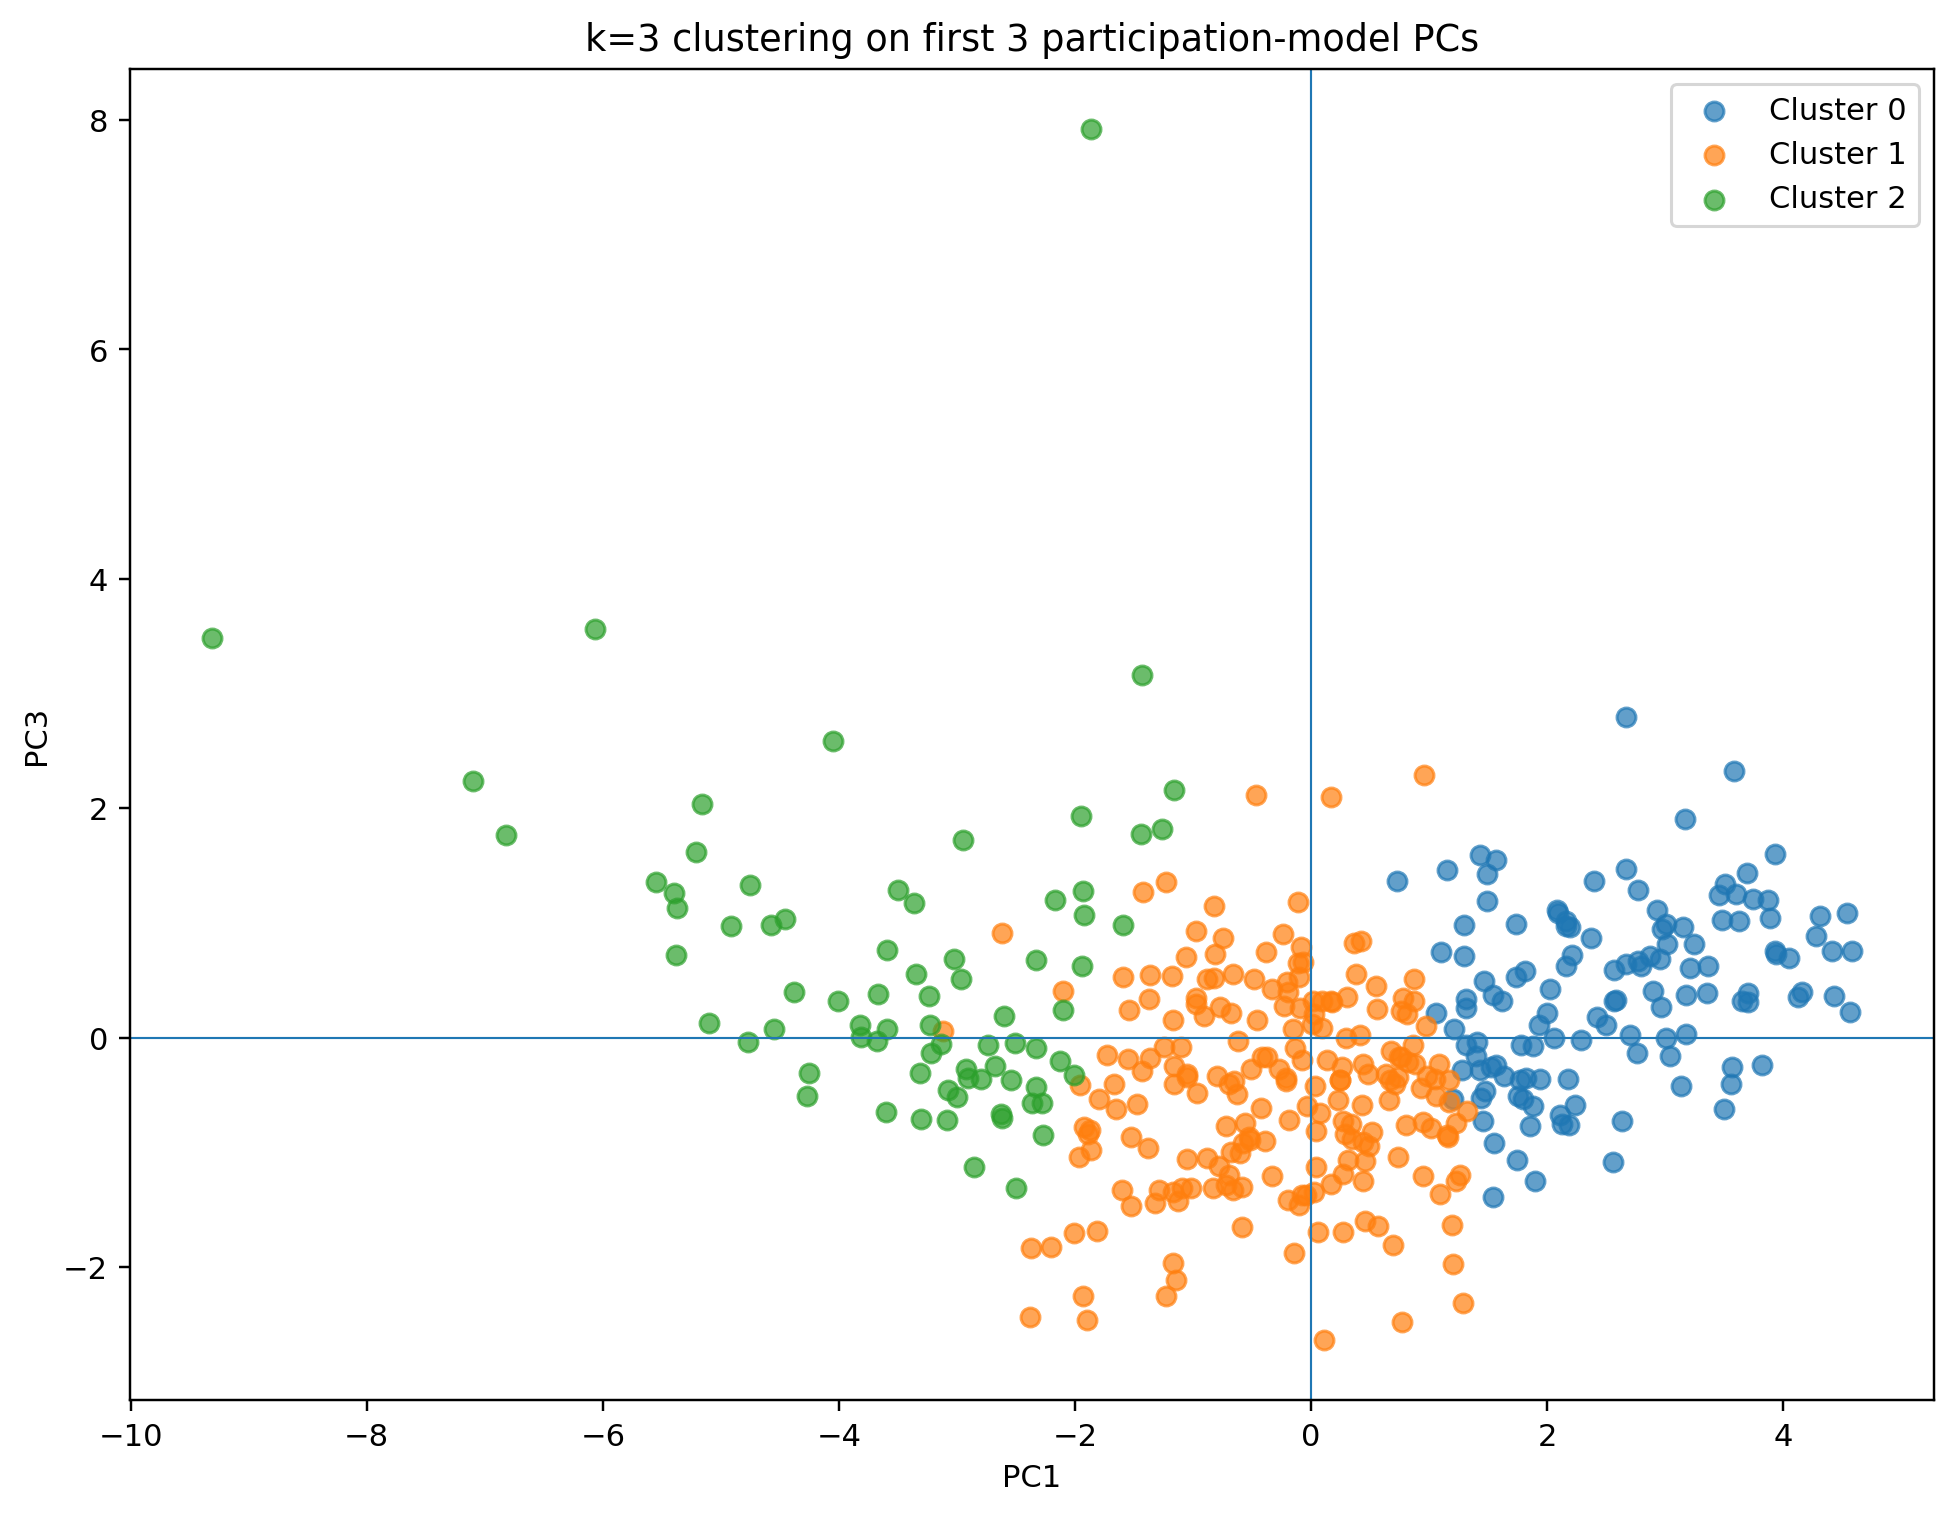 k=3 clustering on first 3 participation-model PCs
Cluster 0
Cluster 1
Cluster 2
8
6
4
2
0
−2
PC3
−10
−8
−6
−4
−2
0
2
4
PC1